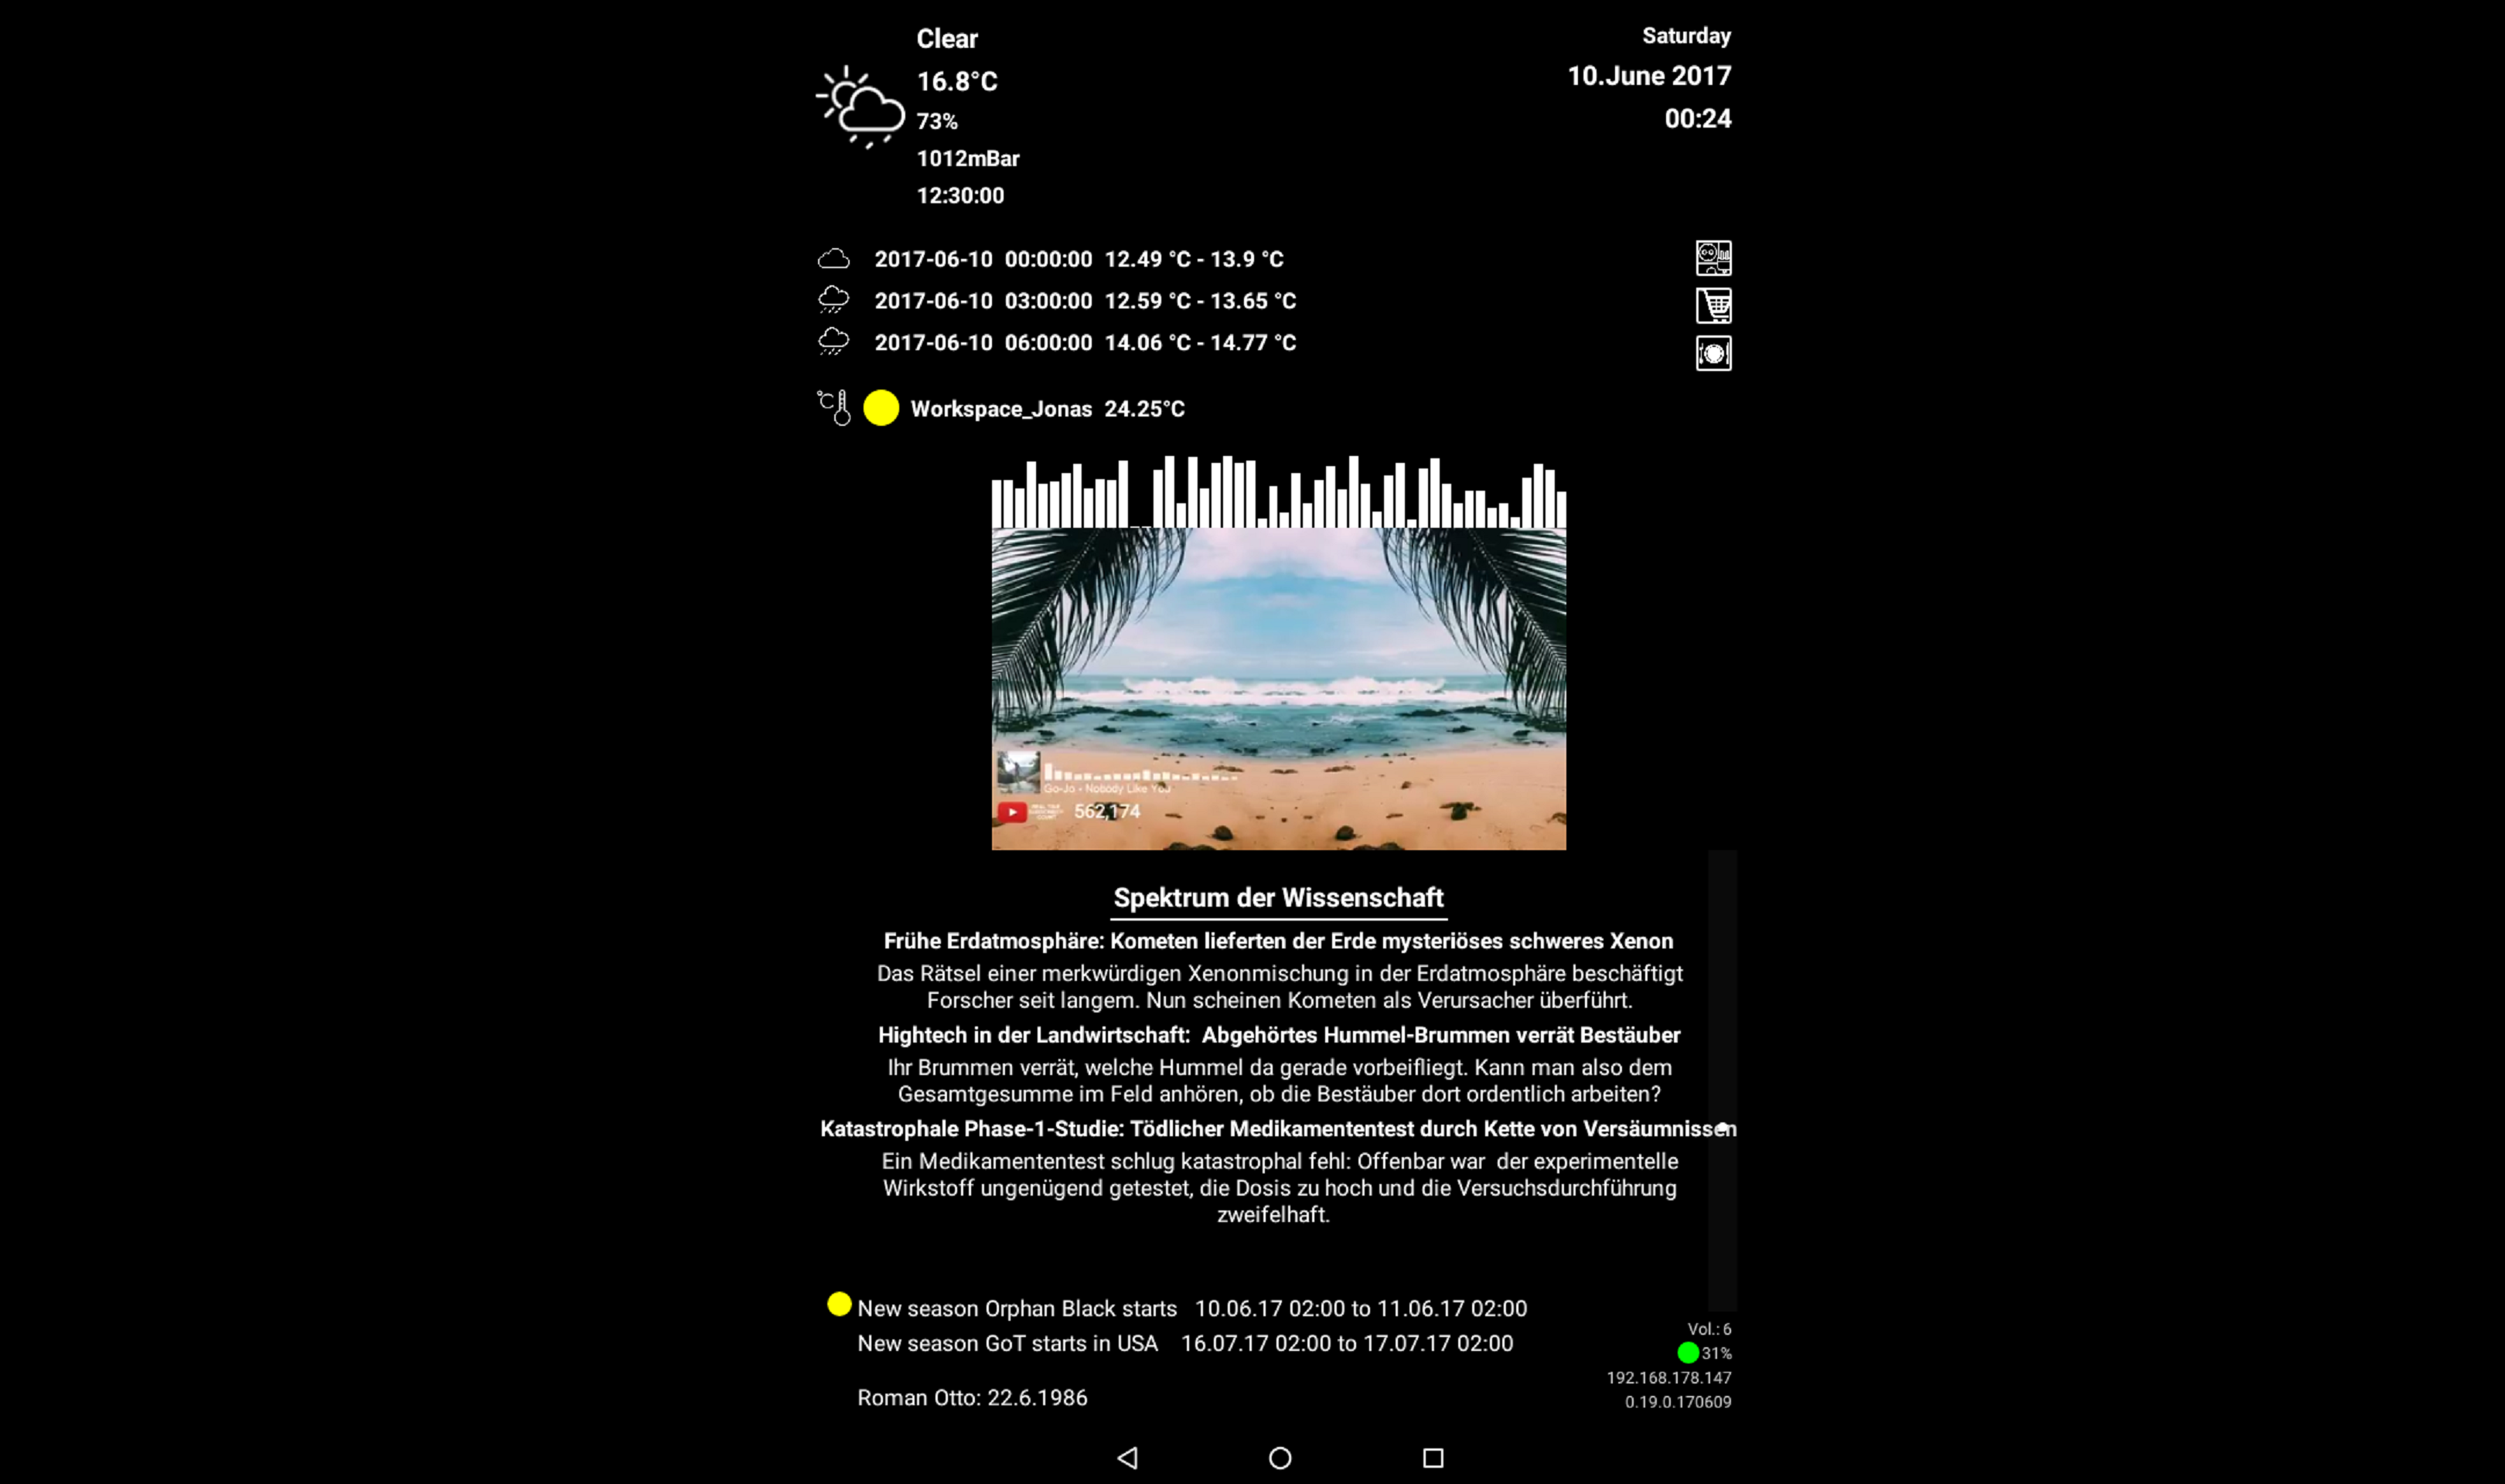 Clear
16.8°C
73%
1012mBar
12:30:00
Saturday
10.June 2017
00:24
2017-06-10 00:00:00 12.49 °C - 13.9 °C
2017-06-10 03:00:00 12.59 °C - 13.65 °C
2017-06-10 06:00:00 14.06 °C - 14.77 °C
°C
Workspace_Jonas 24.25°C
Go-Jo - Nobody Like You
562,174
Spektrum der Wissenschaft
Frühe Erdatmosphäre: Kometen lieferten der Erde mysteriöses schweres Xenon
Das Rätsel einer merkwürdigen Xenonmischung in der Erdatmosphäre beschäftigt
Forscher seit langem. Nun scheinen Kometen als Verursacher überführt.
Hightech in der Landwirtschaft: Abgehörtes Hummel-Brummen verrät Bestäuber
Ihr Brummen verrät, welche Hummel da gerade vorbeifliegt. Kann man also dem
Gesamtgesumme im Feld anhören, ob die Bestäuber dort ordentlich arbeiten?
Katastrophale Phase-1-Studie: Tödlicher Medikamententest durch Kette von Versäumnissen
Ein Medikamententest schlug katastrophal fehl: Offenbar war der experimentelle
Wirkstoff ungenügend getestet, die Dosis zu hoch und die Versuchsdurchführung
zweifelhaft.
New season Orphan Black starts 10.06.17 02:00 to 11.06.17 02:00
New season GoT starts in USA 16.07.17 02:00 to 17.07.17 02:00
Roman Otto: 22.6.1986
Vol.: 6
31%
192.168.178.147
0.19.0.170609